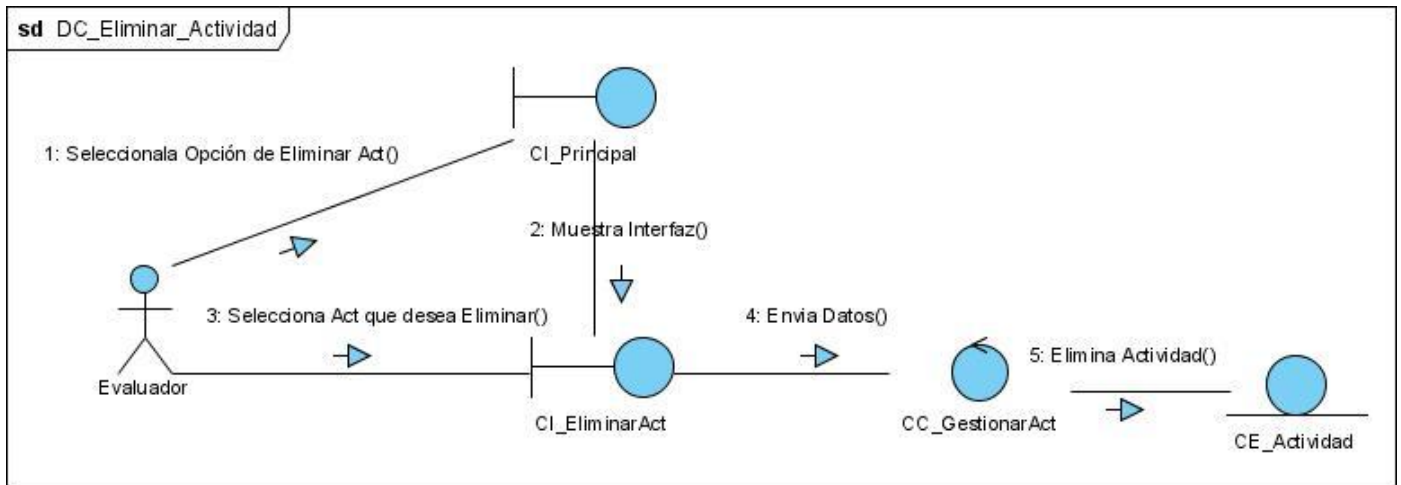 sd DC_Eliminar_Actividad
1: Seleccionala Opción de Eliminar Act()
CI_Principal
2: Muestra Interfaz()
3: Selecciona Act que desea Eliminar()
4: Envia Datos()
5: Elimina Actividad()
Evaluador
CI_EliminarAct
CC_GestionarAct
CE_Actividad